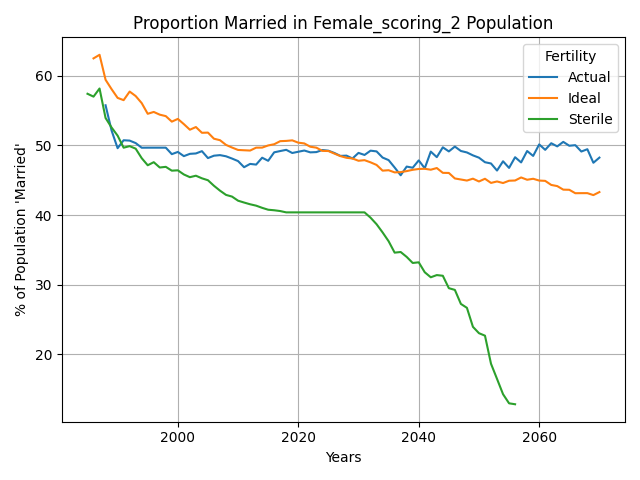 Proportion Married in Female_scoring_2 Population
% of Population 'Married'
60
50
40
30
20
Fertility
Actual
Ideal
Sterile
2000
2020
2040
2060
Years